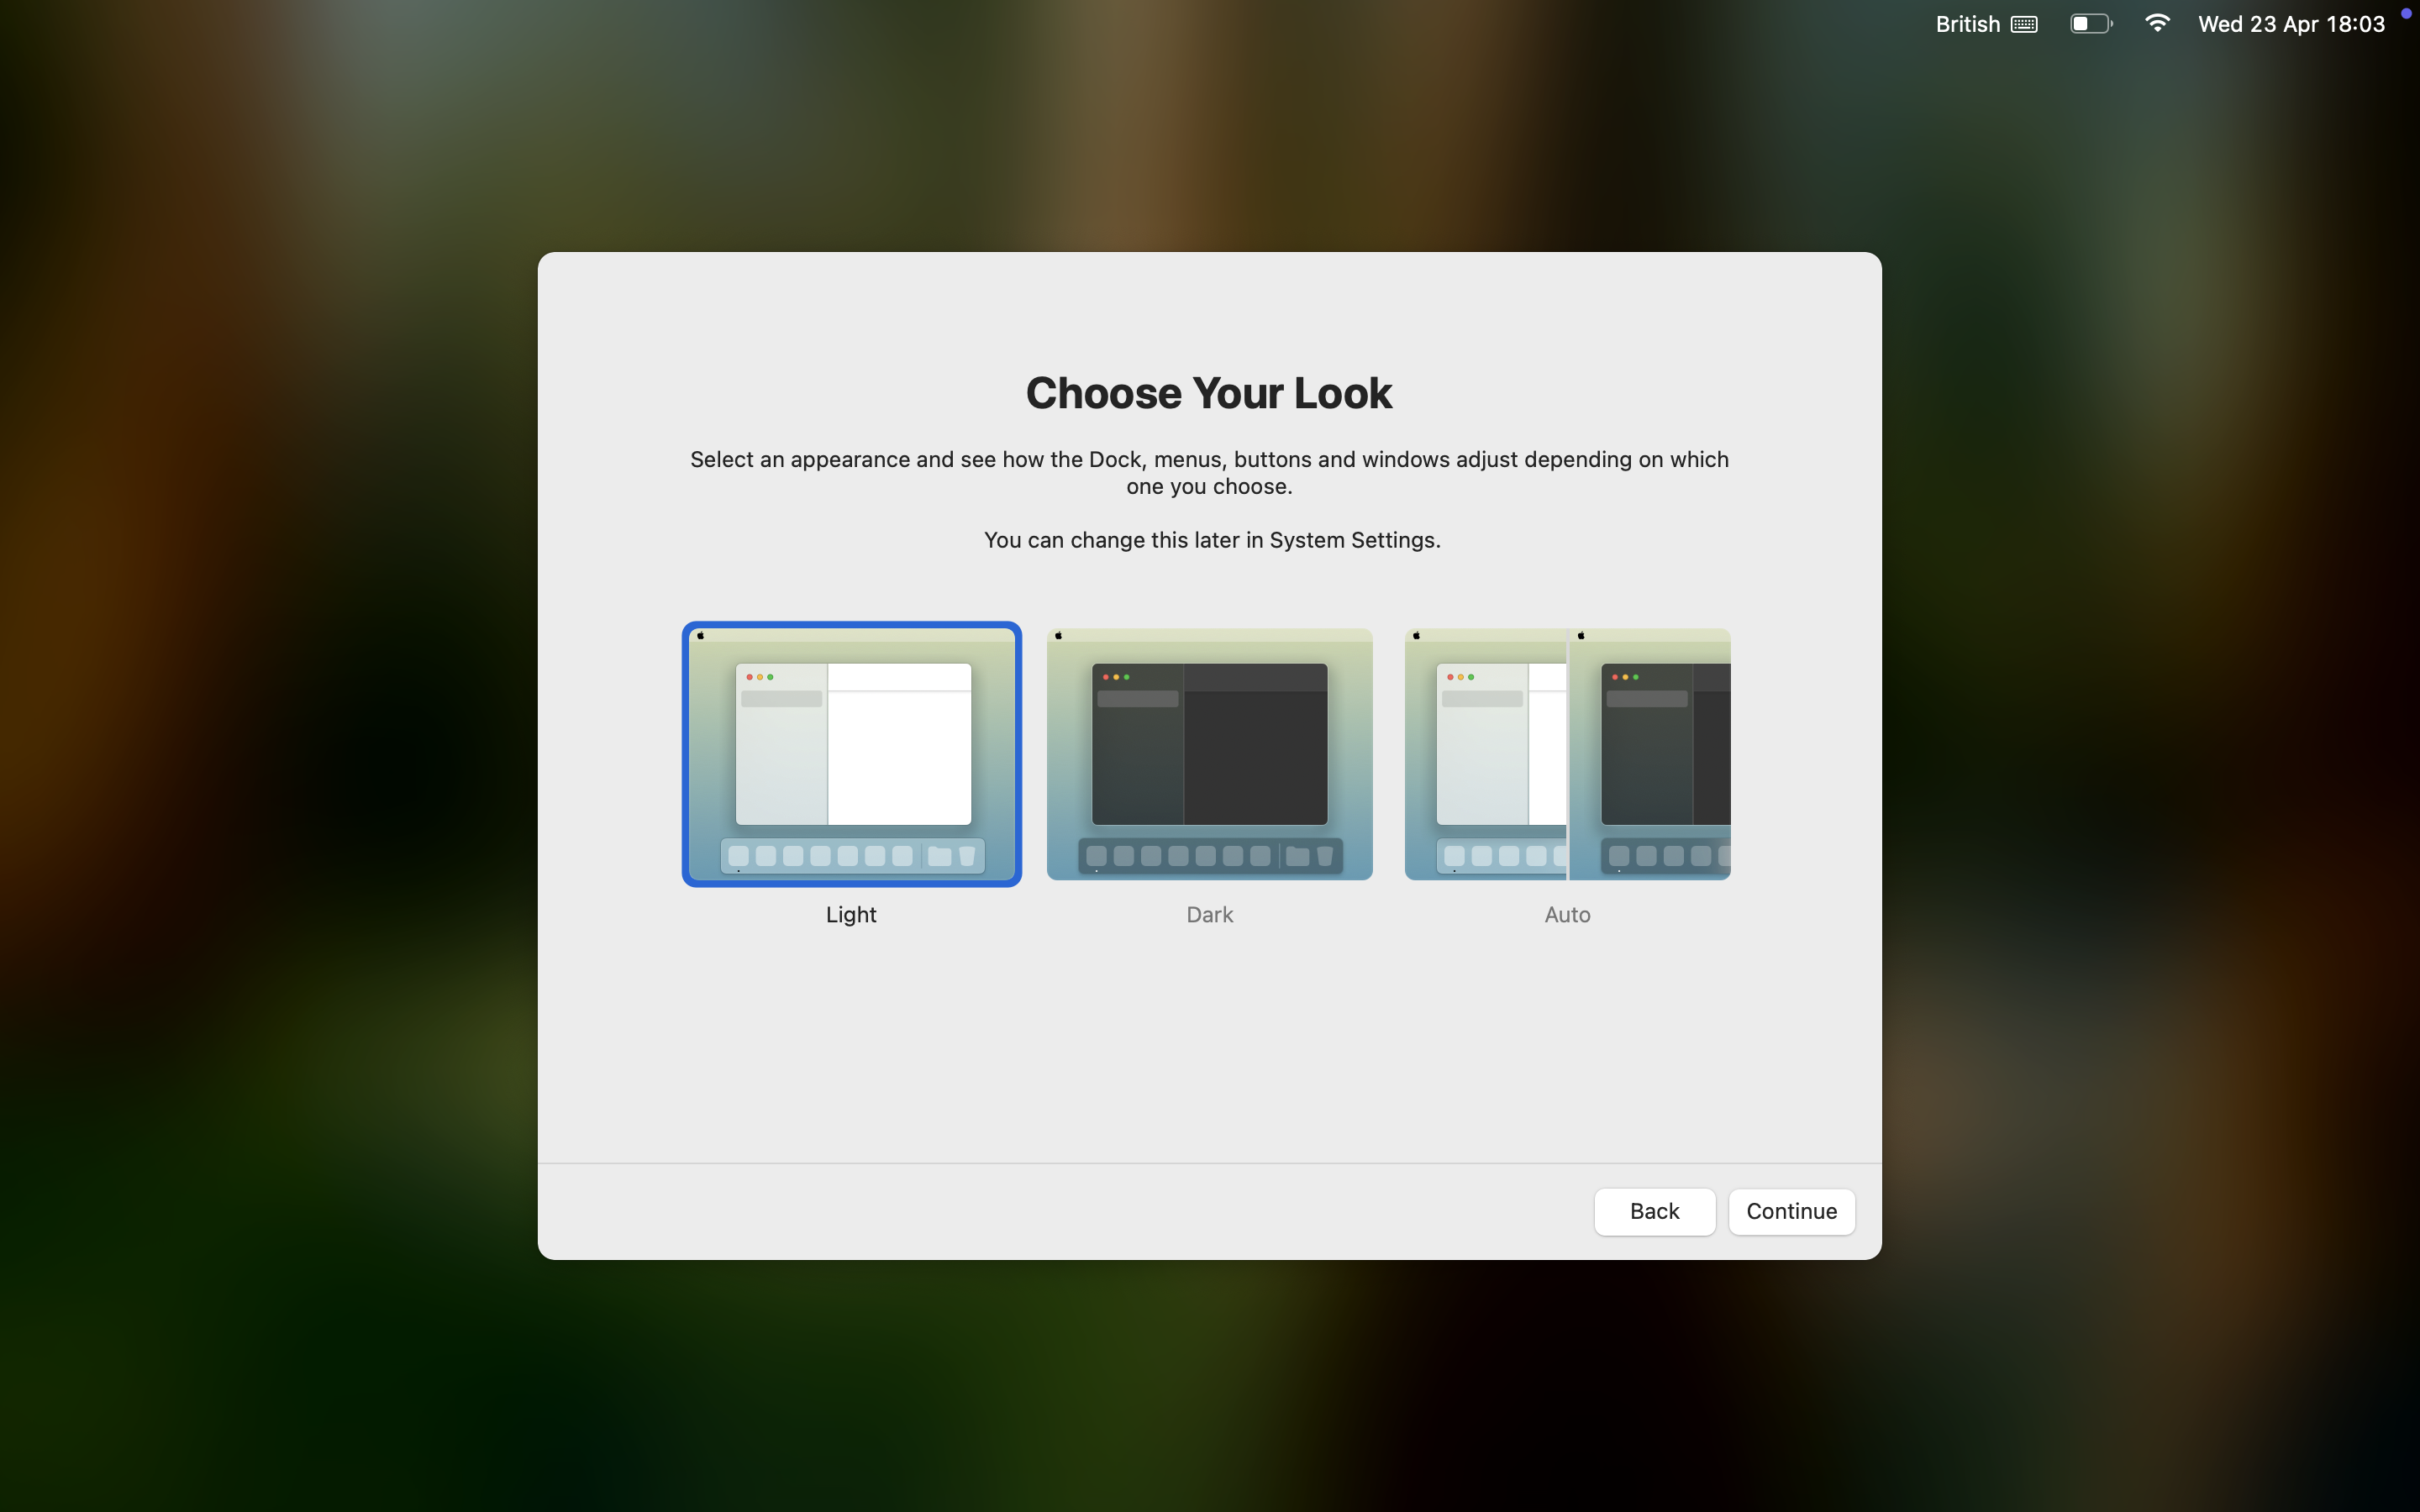 British
Wed 23 Apr 18:03
Choose Your Look
Select an appearance and see how the Dock, menus, buttons and windows adjust depending on which
one you choose.
You can change this later in System Settings.
Light
Dark
Auto
Back
Continue